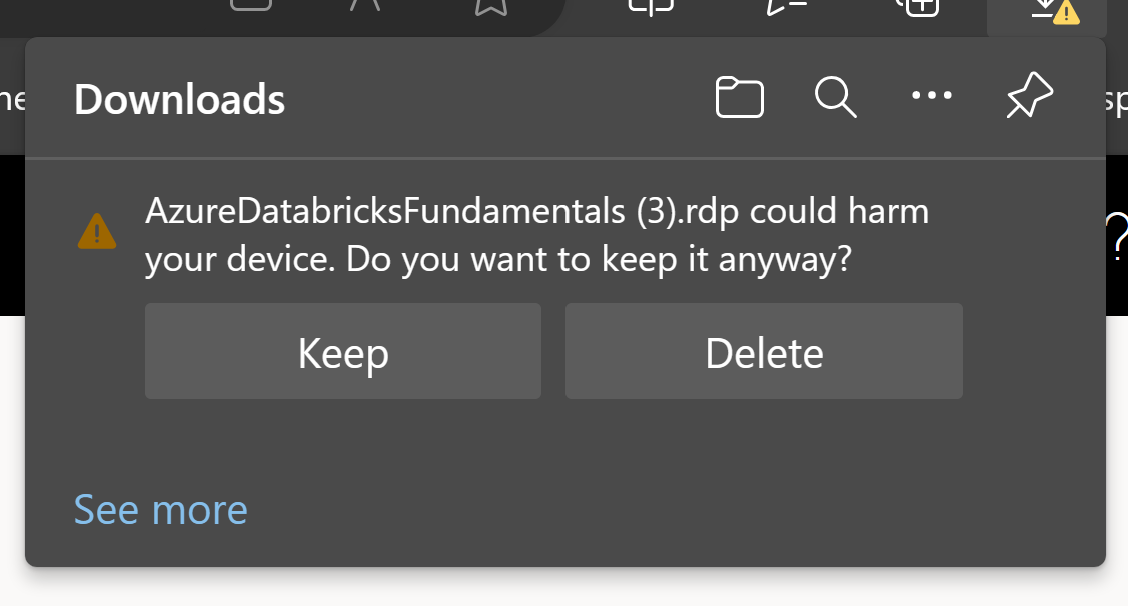 Downloads
AzureDatabricksFundamentals (3).rdp could harm
your device. Do you want to keep it anyway?
Keep
Delete
See more